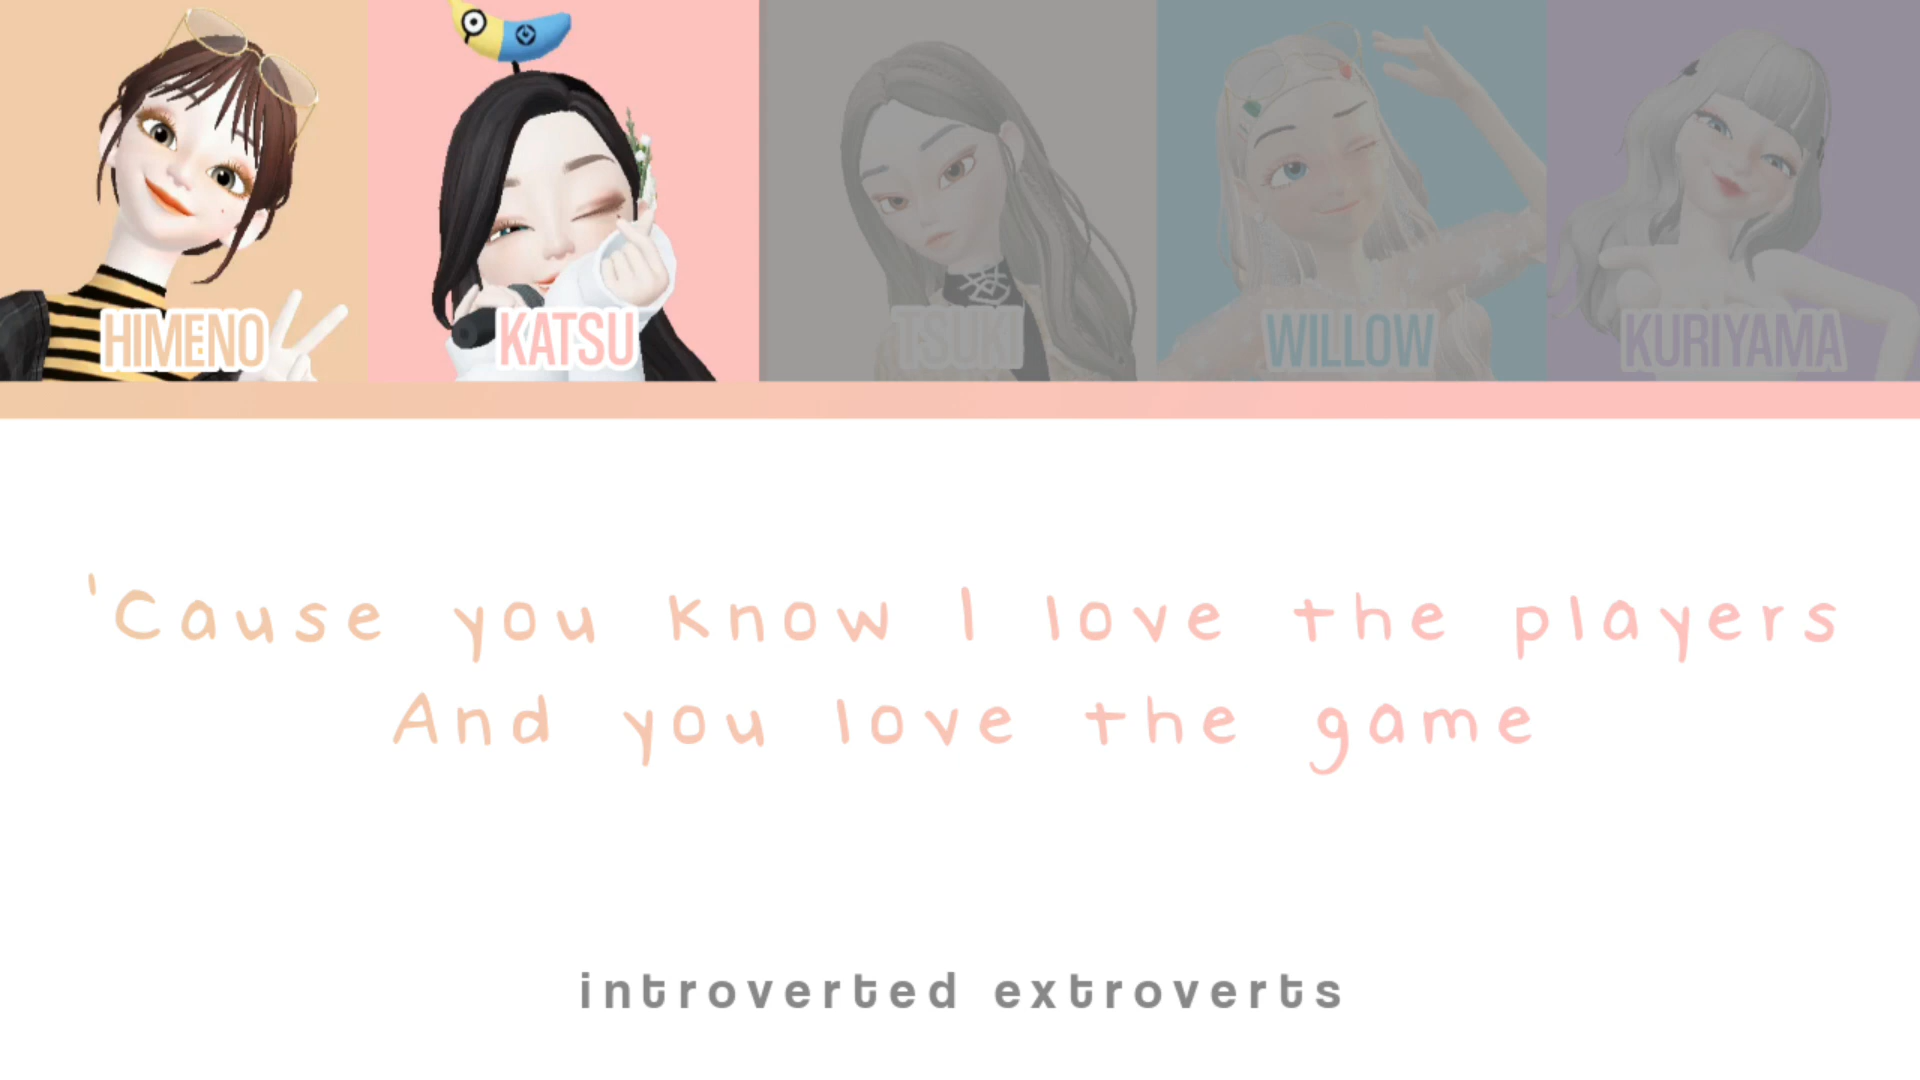 HIMENO KATSU TSUKI WILLOW KURIYAMA
'Cause you know I love the players
And you love the game
introverted extroverts